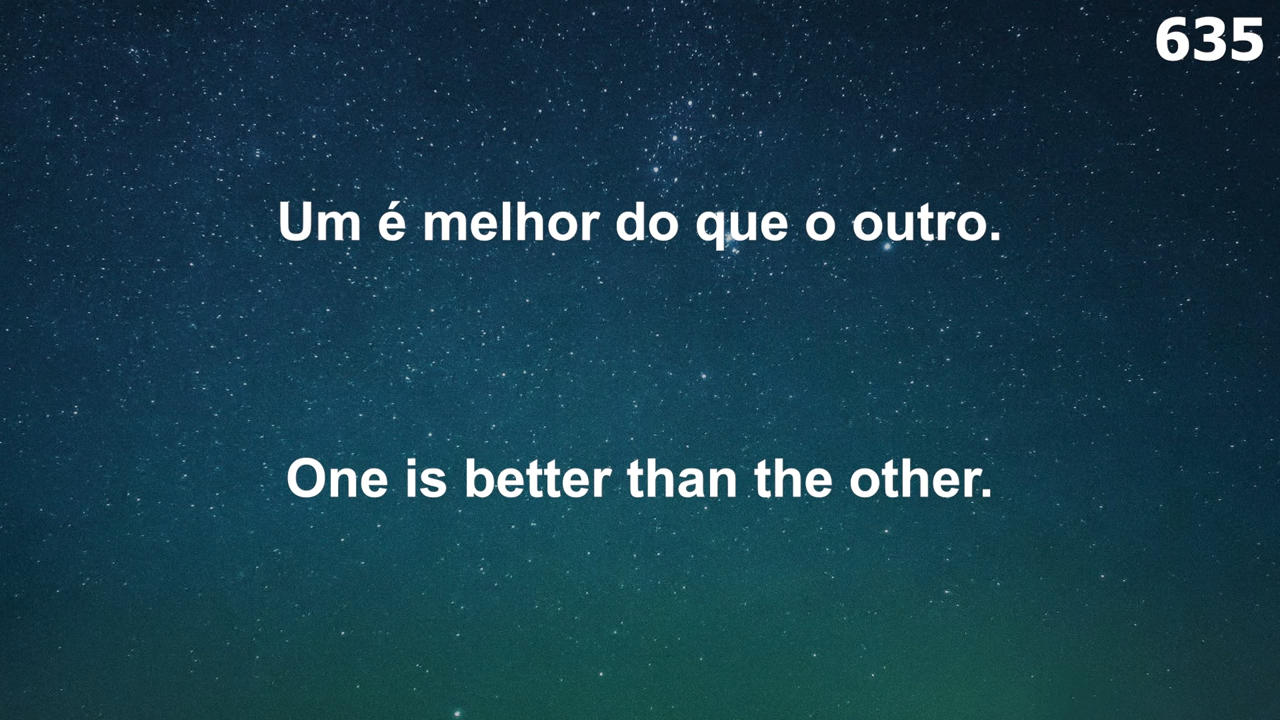 635
Um é melhor do que o outro.
One is better than the other.